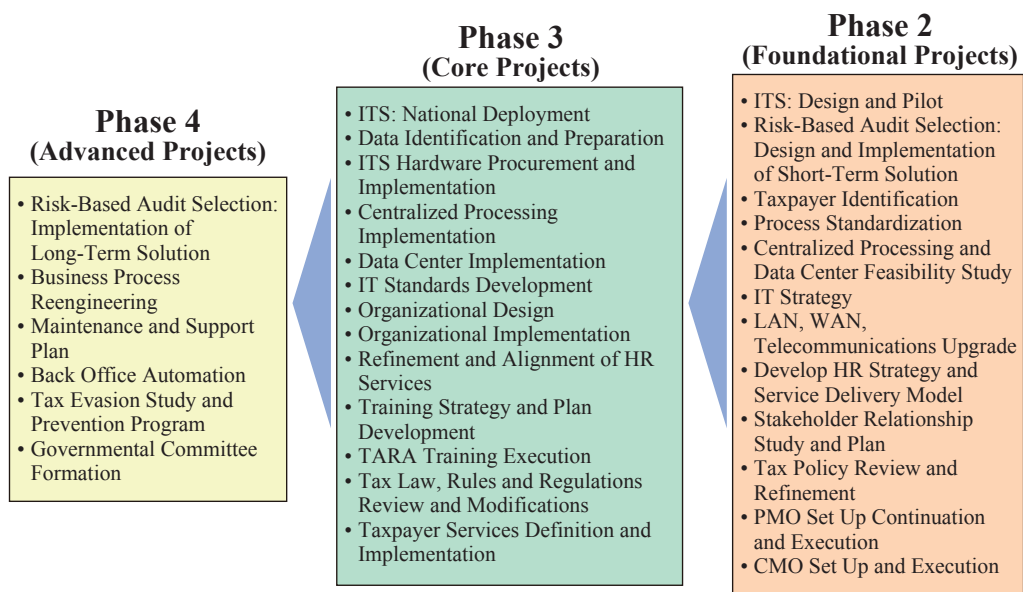 Phase 4
(Advanced Projects)
• Risk-Based Audit Selection:
Implementation of
Long-Term Solution
• Business Process
Reengineering
• Maintenance and Support
Plan
• Back Office Automation
• Tax Evasion Study and
Prevention Program
• Governmental Committee
Formation
Phase 3
(Core Projects)
• ITS: National Deployment
• Data Identification and Preparation
• ITS Hardware Procurement and
Implementation
• Centralized Processing
Implementation
• Data Center Implementation
• IT Standards Development
• Organizational Design
• Organizational Implementation
• Refinement and Alignment of HR
Services
• Training Strategy and Plan
Development
• TARA Training Execution
• Tax Law, Rules and Regulations
Review and Modifications
• Taxpayer Services Definition and
Implementation
Phase 2
(Foundational Projects)
• ITS: Design and Pilot
• Risk-Based Audit Selection:
Design and Implementation
of Short-Term Solution
• Taxpayer Identification
• Process Standardization
• Centralized Processing and
Data Center Feasibility Study
• IT Strategy
• LAN, WAN,
Telecommunications Upgrade
• Develop HR Strategy and
Service Delivery Model
• Stakeholder Relationship
Study and Plan
• Tax Policy Review and
Refinement
• PMO Set Up Continuation
and Execution
• CMO Set Up and Execution